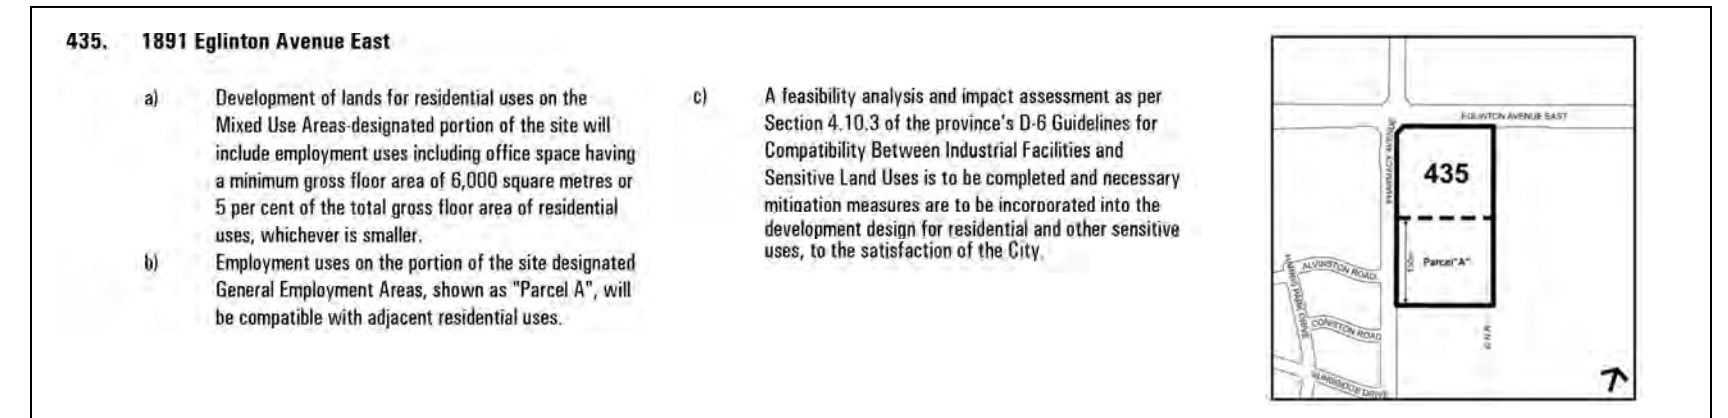 435. 1891 Eglinton Avenue East
a) Development of lands for residential uses on the
Mixed Use Areas-designated portion of the site will
include employment uses including office space having
a minimum gross floor area of 6,000 square metres or
5 per cent of the total gross floor area of residential
uses, whichever is smaller.
b) Employment uses on the portion of the site designated
General Employment Areas, shown as "Parcel A", will
be compatible with adjacent residential uses.
c) A feasibility analysis and impact assessment as per
Section 4.10.3 of the province's D-6 Guidelines for
Compatibility Between Industrial Facilities and
Sensitive Land Uses is to be completed and necessary
mitigation measures are to be incorporated into the
development design for residential and other sensitive
uses, to the satisfaction of the City.
EGLINTON AVENUE EAST
PHARMACY AVENUE
435
Parcel"A"
ALVINSTON ROAD
CONISTON ROAD
DRIVE